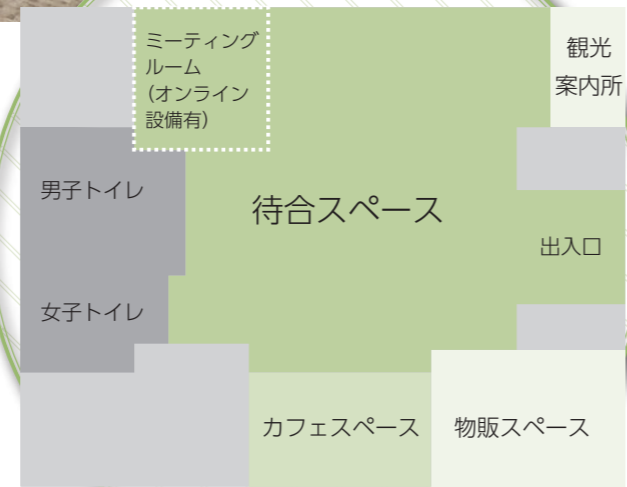 ミーティング
ルーム
（オンライン
設備有）
観光
案内所
男子トイレ
待合スペース
出入口
女子トイレ
カフェスペース
物販スペース